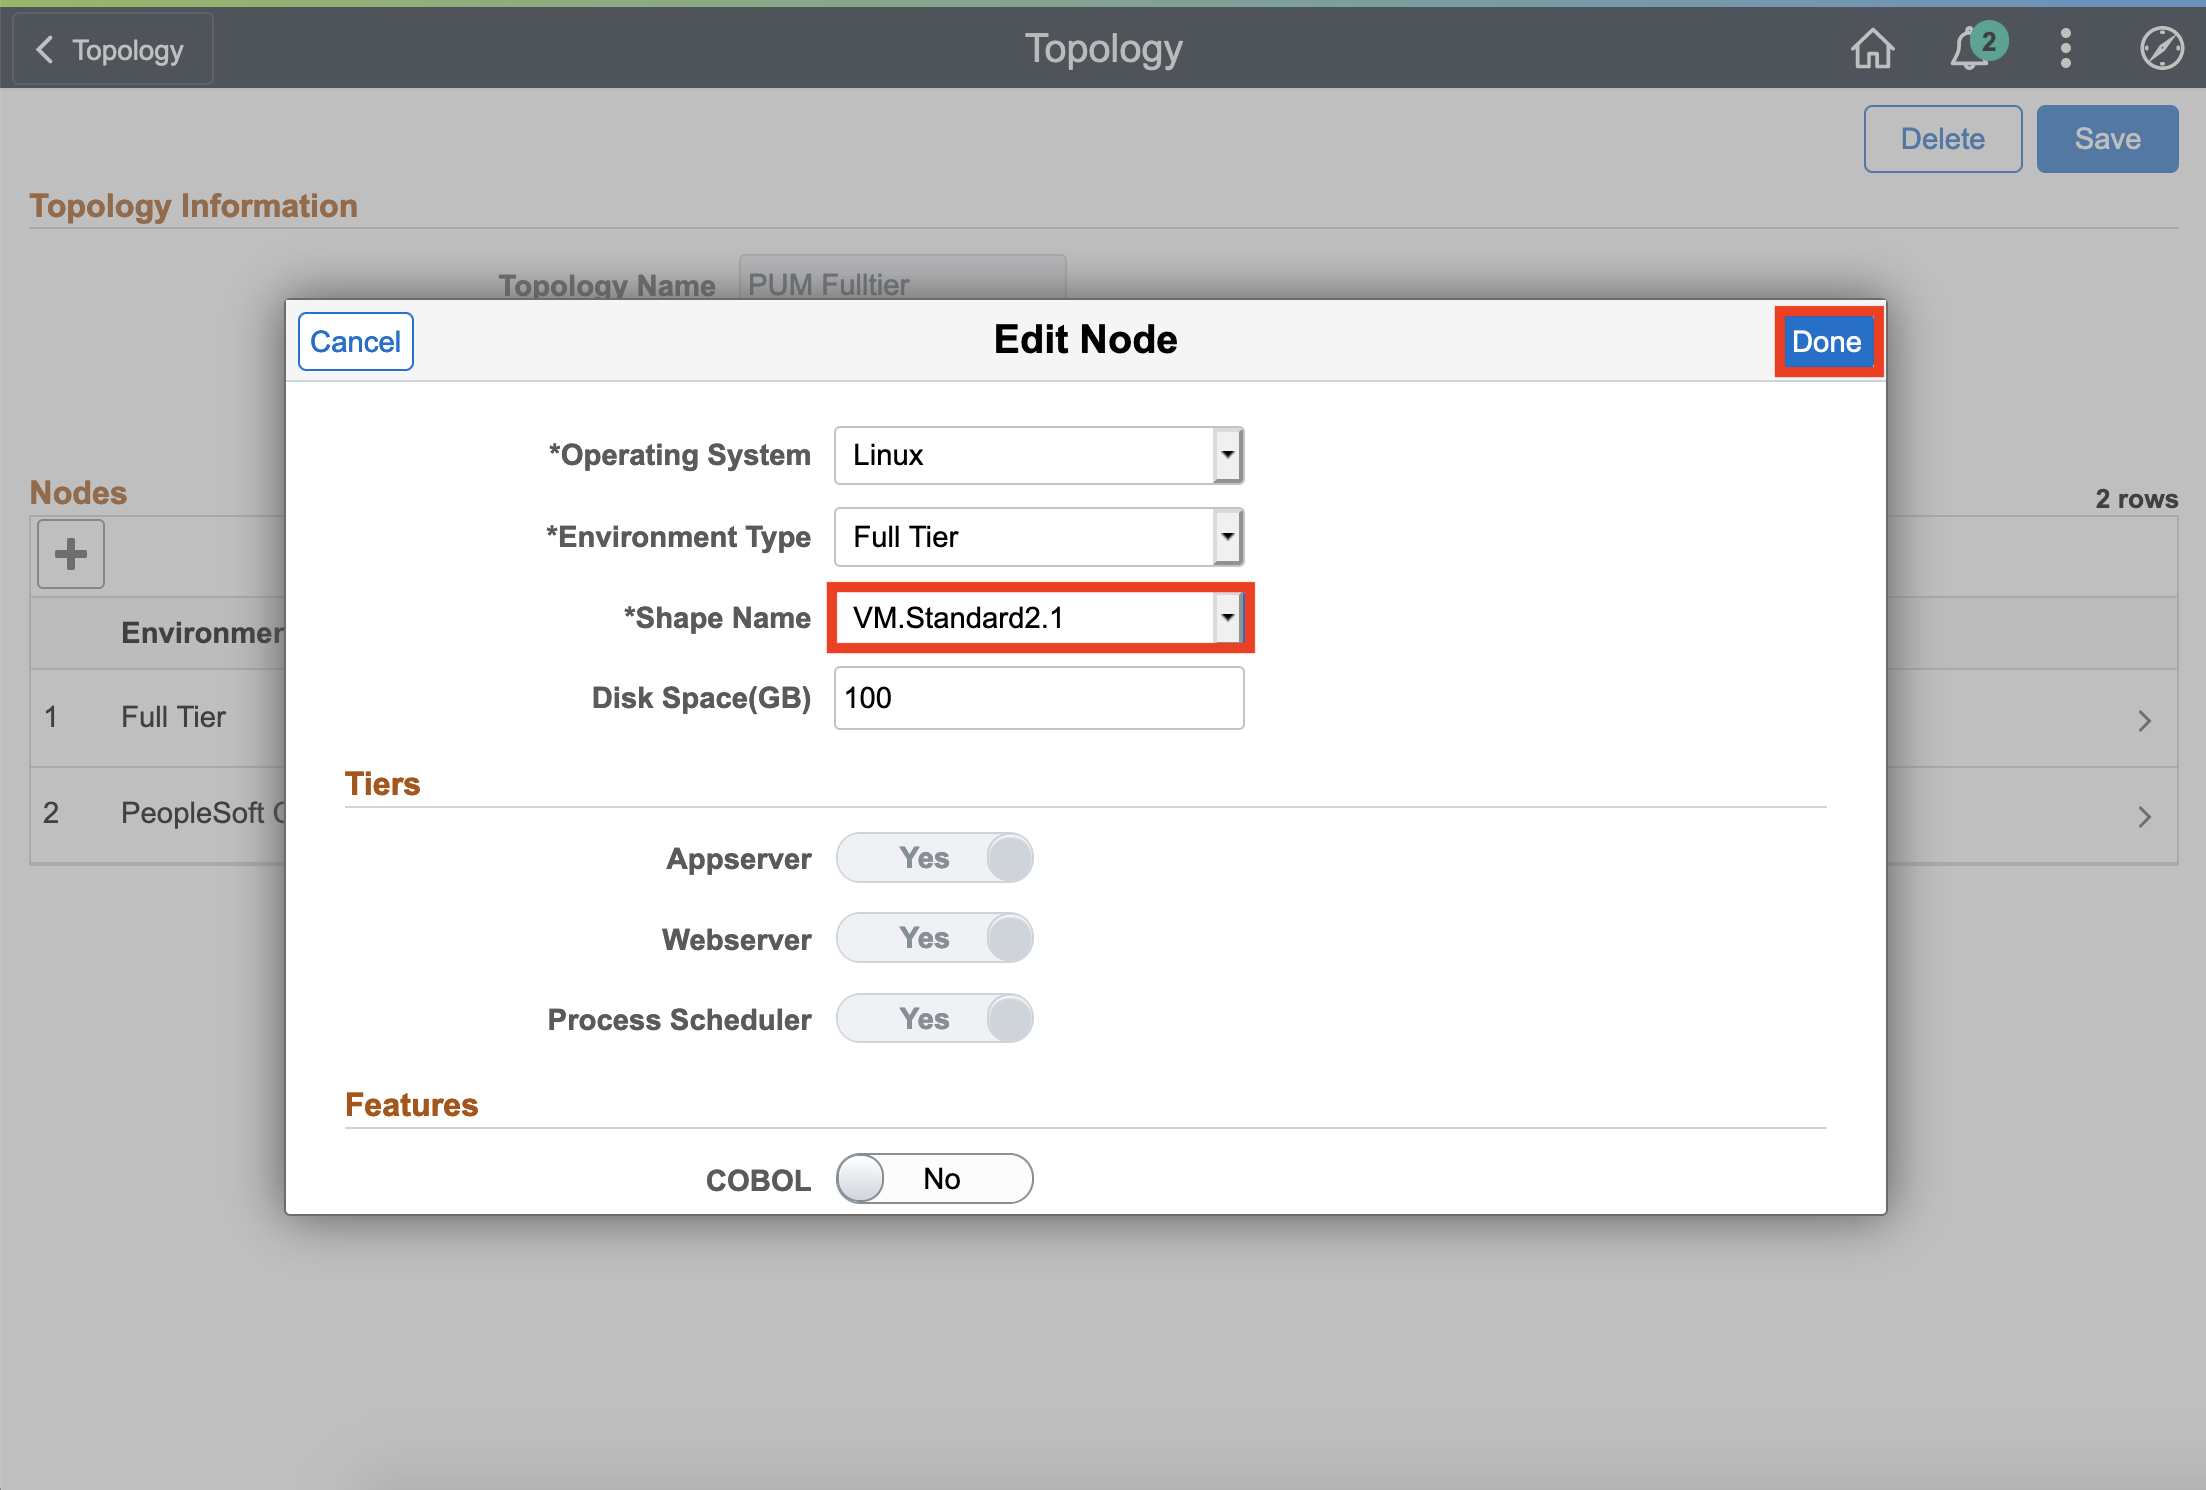 Topology
Topology
2
Delete
Save
Topology Information
Topology Name
PUM Fulltier
Cancel
Edit Node
Done
*Operating System
Linux
*Environment Type
Full Tier
*Shape Name
VM.Standard2.1
Disk Space(GB)
100
Nodes
2 rows
Environmen
1 Full Tier
2 PeopleSoft C
Tiers
Appserver
Yes
Webserver
Yes
Process Scheduler
Yes
Features
COBOL
No